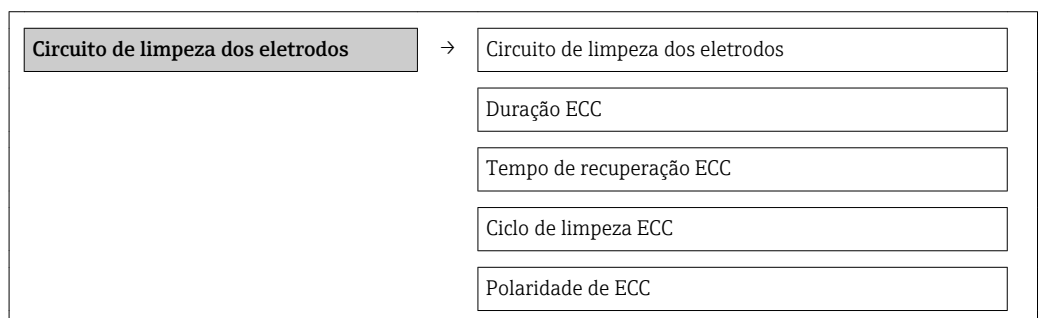 Circuito de limpeza dos eletrodos → Circuito de limpeza dos eletrodos
Duração ECC
Tempo de recuperação ECC
Ciclo de limpeza ECC
Polaridade de ECC